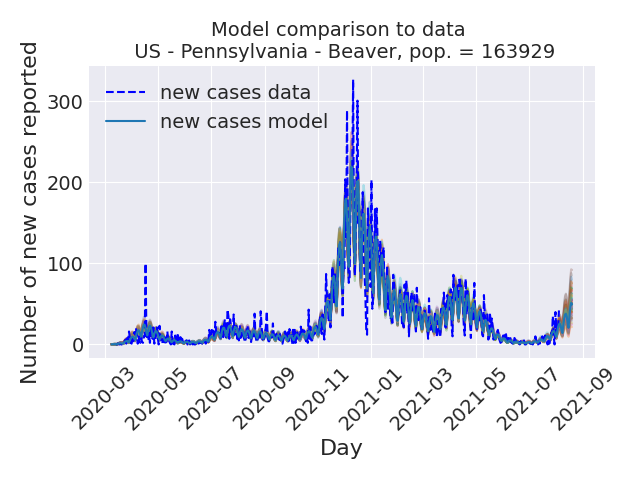 Model comparison to data
US - Pennsylvania - Beaver, pop. = 163929
Number of new cases reported
new cases data
new cases model
300
200
100
0
2020-03
2020-05
2020-07
2020-09
2020-11
2021-01
2021-03
2021-05
2021-07
2021-09
Day